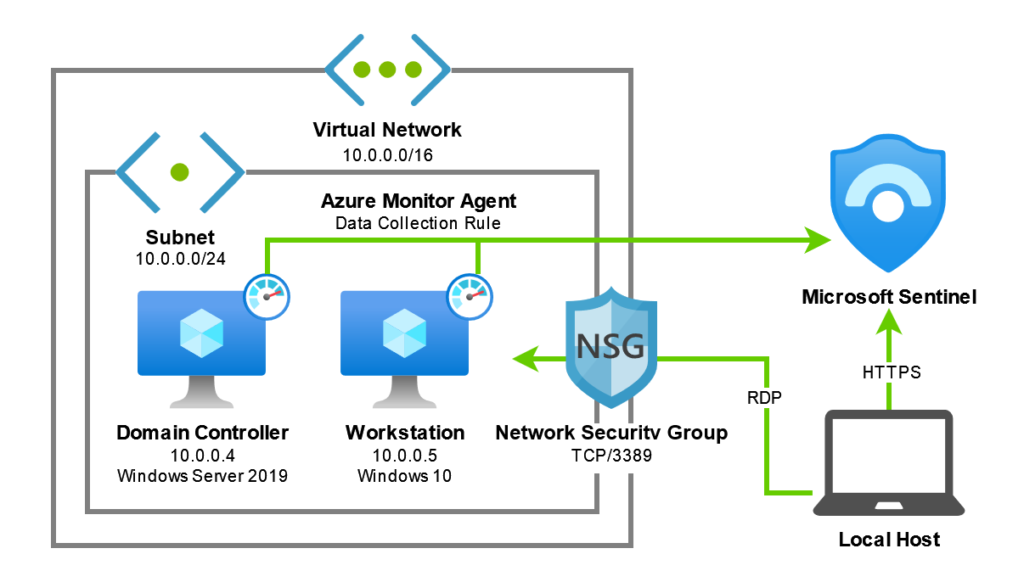 Virtual Network
10.0.0.0/16
Azure Monitor Agent
Data Collection Rule
Subnet
10.0.0.0/24
Microsoft Sentinel
NSG
HTTPS
RDP
Domain Controller
10.0.0.4
Windows Server 2019
Workstation
10.0.0.5
Windows 10
Network Security Group
TCP/3389
Local Host